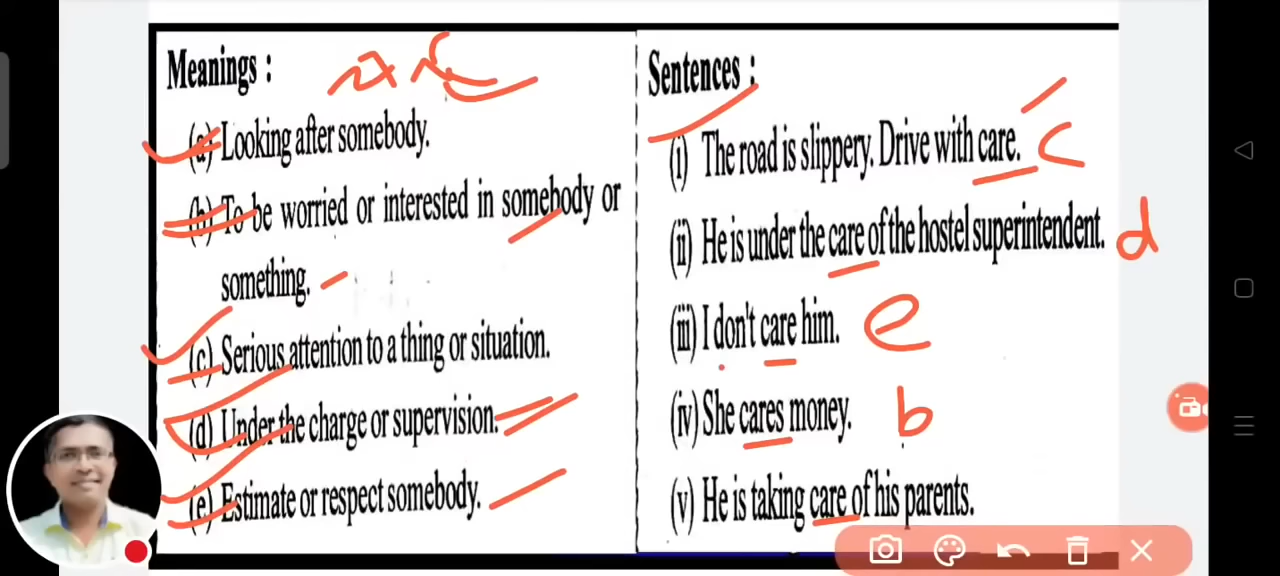 Meanings :
(a) Looking after somebody.
(b) To be worried or interested in somebody or
something.
(c) Serious attention to a thing or situation.
(d) Under the charge or supervision.
(e) Estimate or respect somebody.
Sentences :
(i) The road is slippery. Drive with care. C
(ii) He is under the care of the hostel superintendent. d
(iii) I don't care him. e
(iv) She cares money. b
(v) He is taking care of his parents.